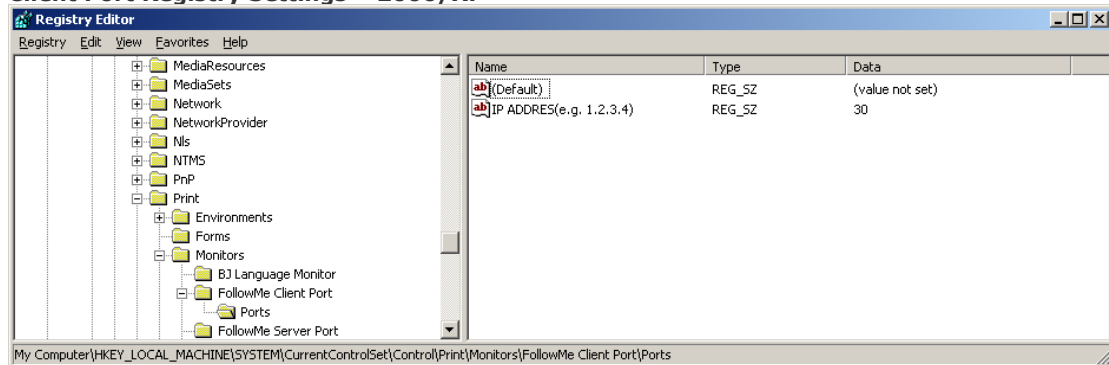 Client Port Registry Settings – 2000/XP
Registry Editor
Registry Edit View Favorites Help
MediaResources
MediaSets
Network
NetworkProvider
Nls
NTMS
PnP
Print
Environments
Forms
Monitors
BJ Language Monitor
FollowMe Client Port
Ports
FollowMe Server Port
Name Type Data
(Default) REG_SZ (value not set)
IP ADDRES(e.g. 1.2.3.4) REG_SZ 30
My Computer\HKEY_LOCAL_MACHINE\SYSTEM\CurrentControlSet\Control\Print\Monitors\FollowMe Client Port\Ports